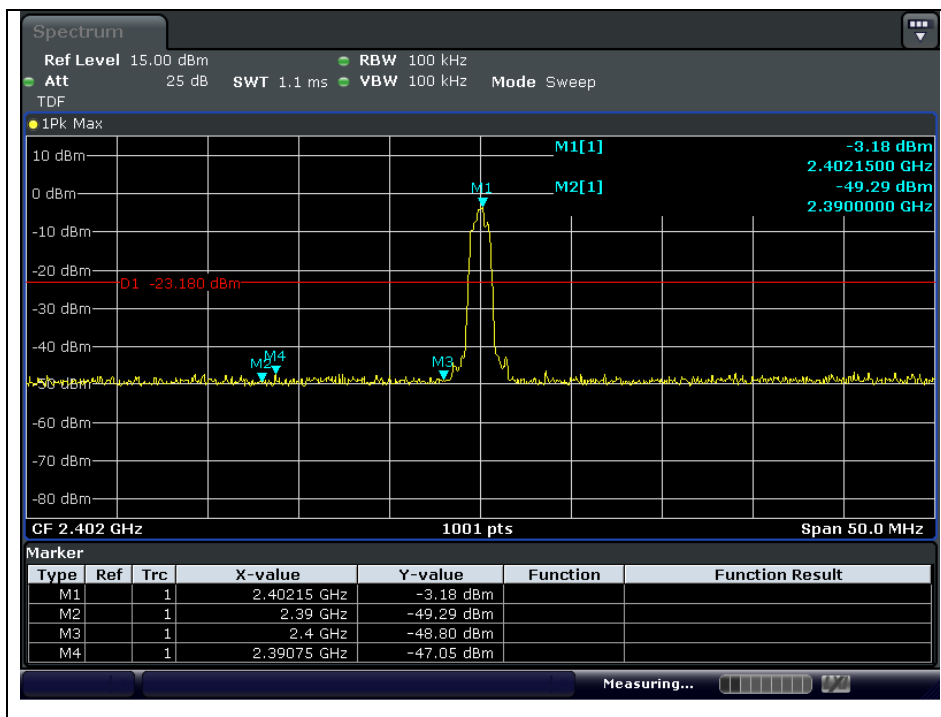 Spectrum
Ref Level 15.00 dBm RBW 100 kHz
Att 25 dB SWT 1.1 ms VBW 100 kHz Mode Sweep
TDF
1Pk Max
M1[1] -3.18 dBm
2.4021500 GHz
M2[1] -49.29 dBm
2.3900000 GHz
10 dBm
0 dBm
M1
-10 dBm
-20 dBm
D1 -23.180 dBm
-30 dBm
-40 dBm
M2 M4 M3
-50 dBm
-60 dBm
-70 dBm
-80 dBm
CF 2.402 GHz 1001 pts Span 50.0 MHz
Marker
Type Ref Trc X-value Y-value Function Function Result
M1 1 2.40215 GHz -3.18 dBm
M2 1 2.39 GHz -49.29 dBm
M3 1 2.4 GHz -48.80 dBm
M4 1 2.39075 GHz -47.05 dBm
Measuring...